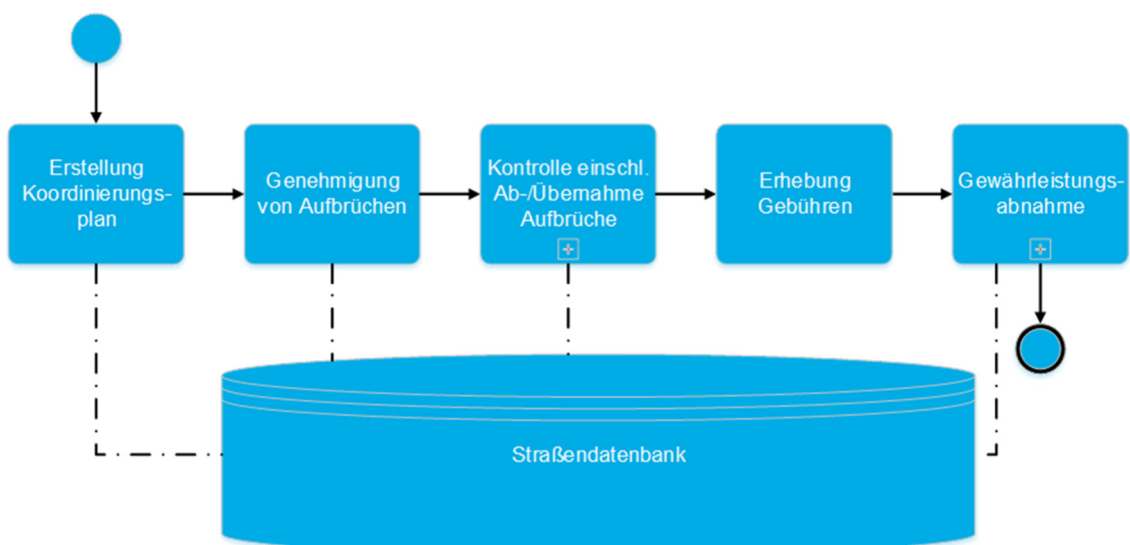 Erstellung
Koordinierungs-
plan
Genehmigung
von Aufbrüchen
Kontrolle einschl.
Ab-/Übernahme
Aufbrüche
Erhebung
Gebühren
Gewährleistungs-
abnahme
Straßendatenbank